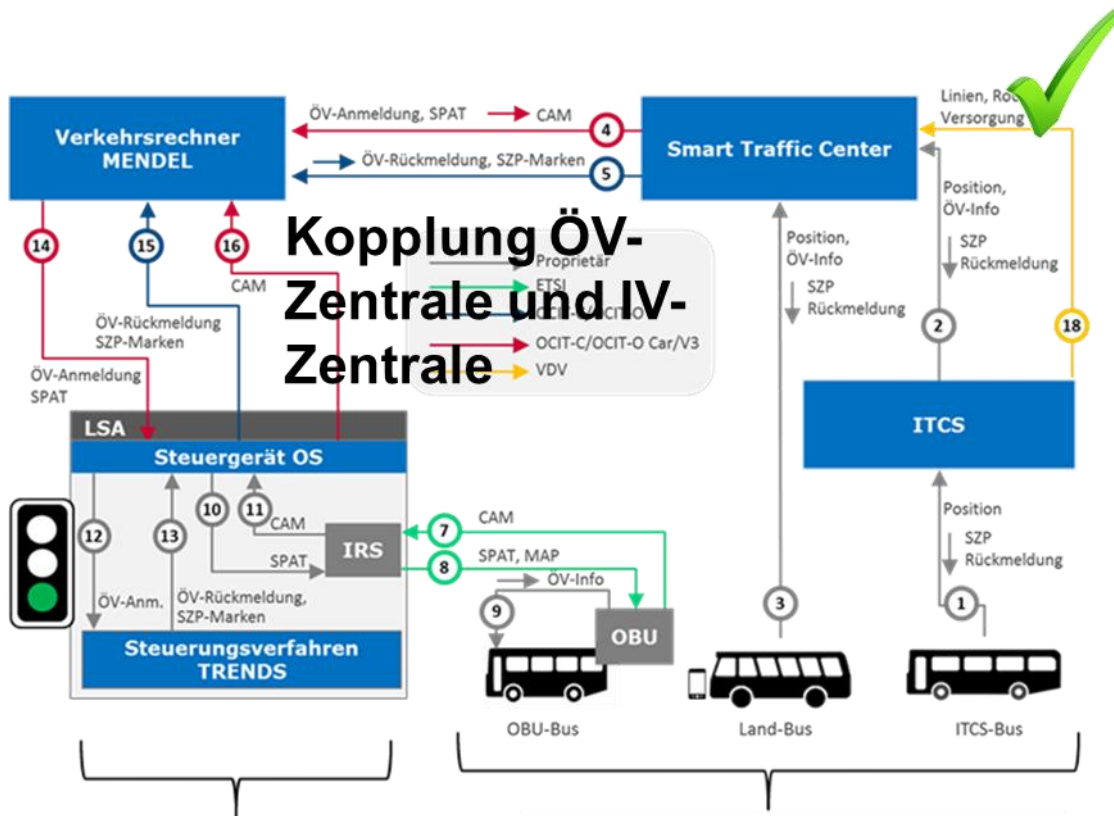 Linien,
Versorgung
ÖV-Anmeldung, SPAT
CAM
4
Verkehrsrechner
MENDEL
Smart Traffic Center
ÖV-Rückmeldung, SZP-Marken
5
Position,
ÖV-Info
14
15
16
Kopplung ÖV-
Zentrale und IV-
Zentrale
Position,
ÖV-Info
SZP
Rückmeldung
CAM
Proprietär
ETSI
SZP
Rückmeldung
2
18
ÖV-Rückmeldung
SZP-Marken
OCIT-C/OCIT-O Car/V3
VDV
ÖV-Anmeldung
SPAT
LSA
ITCS
Steuergerät OS
10
11
12
13
CAM
IRS
7
CAM
Position
SPAT
8
SPAT, MAP
SZP
Rückmeldung
ÖV-Info
ÖV-Anm.
ÖV-Rückmeldung,
SZP-Marken
9
3
1
OBU
Steuerungsverfahren
TRENDS
OBU-Bus
Land-Bus
ITCS-Bus